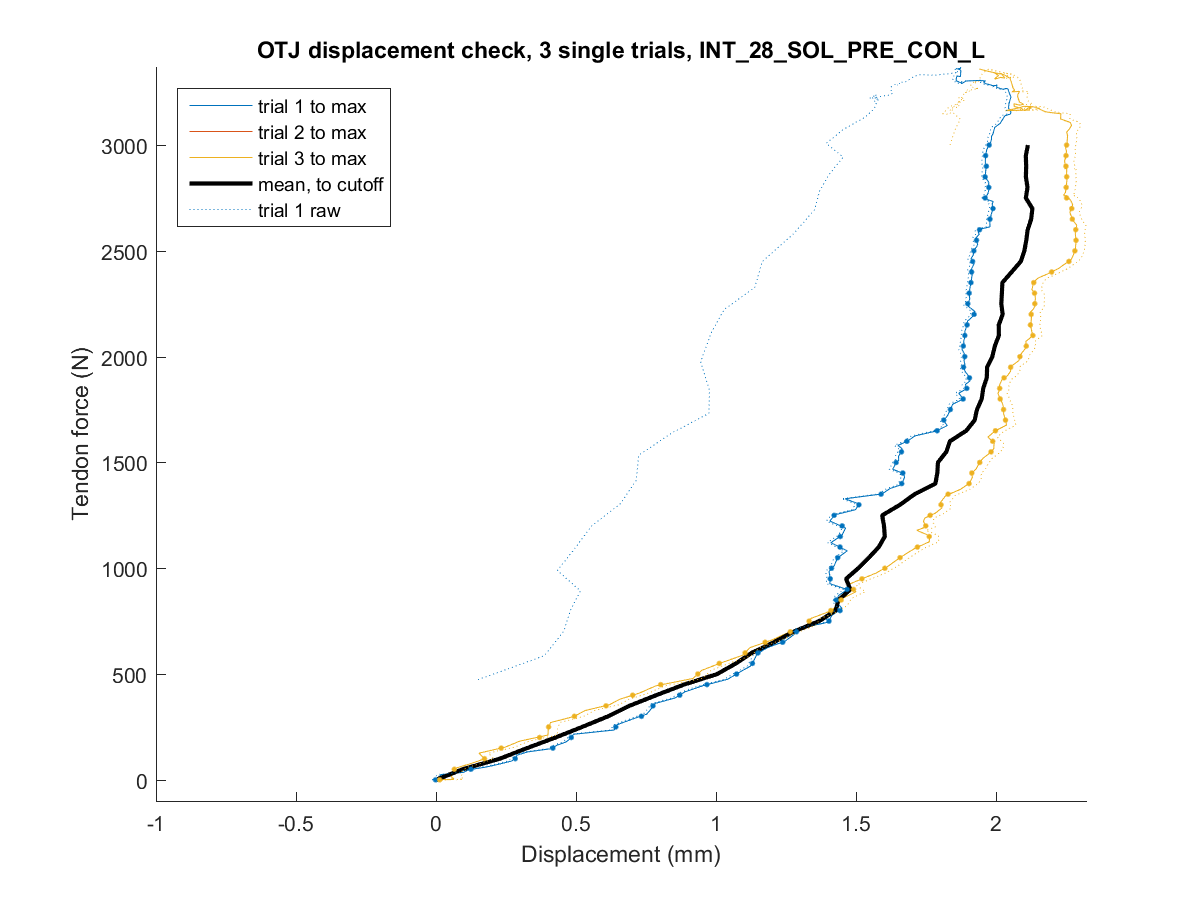 OTJ displacement check, 3 single trials, INT_28_SOL_PRE_CON_L
trial 1 to max
trial 2 to max
trial 3 to max
mean, to cutoff
trial 1 raw
Tendon force (N)
3000
2500
2000
1500
1000
500
0
-1 -0.5 0 0.5 1 1.5 2
Displacement (mm)